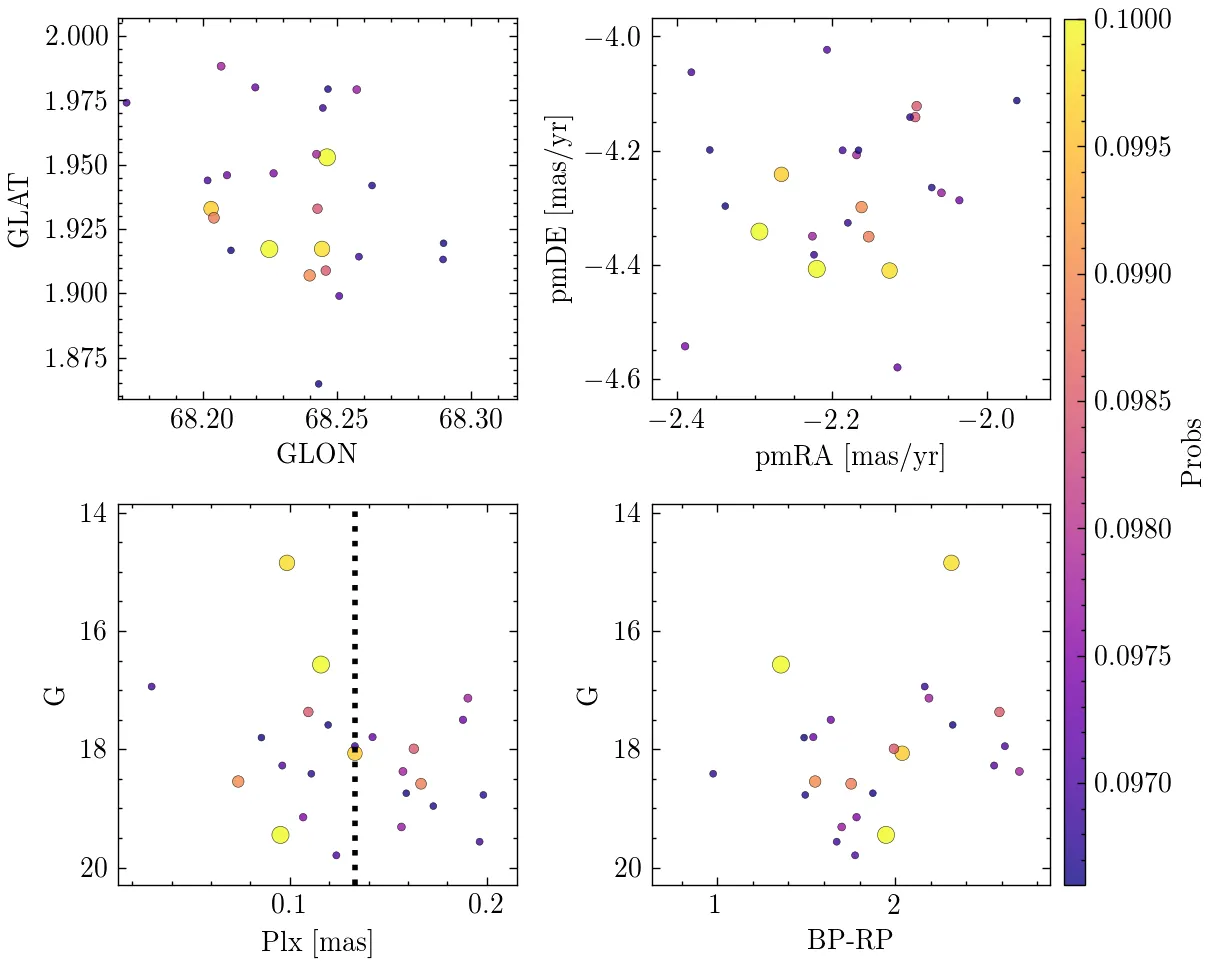 2.000
1.975
1.950
1.925
1.900
1.875
GLAT
68.20 68.25 68.30
GLON
−4.0
−4.2
−4.4
−4.6
pmDE [mas/yr]
−2.4 −2.2 −2.0
pmRA [mas/yr]
0.1000
0.0995
0.0990
0.0985
0.0980
0.0975
0.0970
Probs
14
16
18
20
G
0.1 0.2
Plx [mas]
14
16
18
20
G
1 2
BP-RP